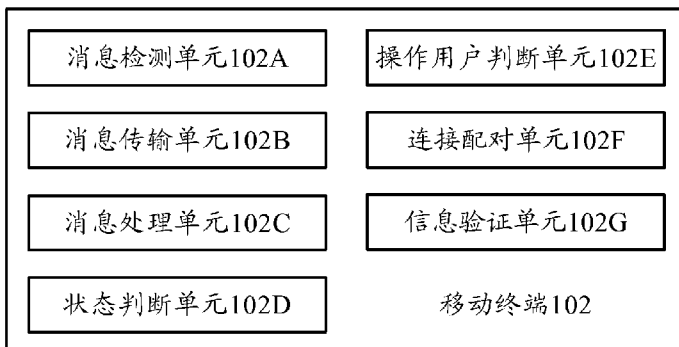 消息检测单元102A
操作用户判断单元102E
消息传输单元102B
连接配对单元102F
消息处理单元102C
信息验证单元102G
状态判断单元102D
移动终端102